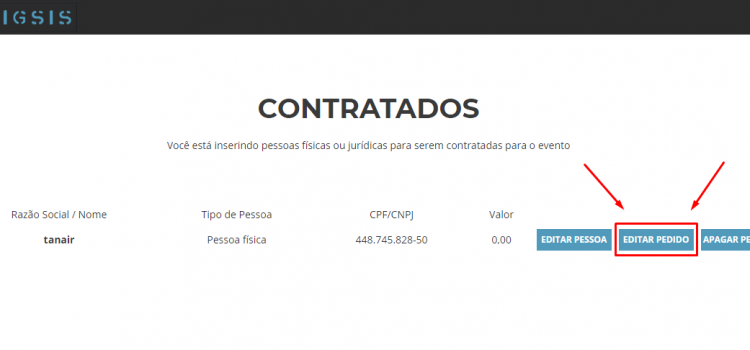 IGSIS
CONTRATADOS
Você está inserindo pessoas físicas ou jurídicas para serem contratadas para o evento
Razão Social / Nome Tipo de Pessoa CPF/CNPJ Valor
tanair Pessoa física 448.745.828-50 0,00 EDITAR PESSOA EDITAR PEDIDO APAGAR PE